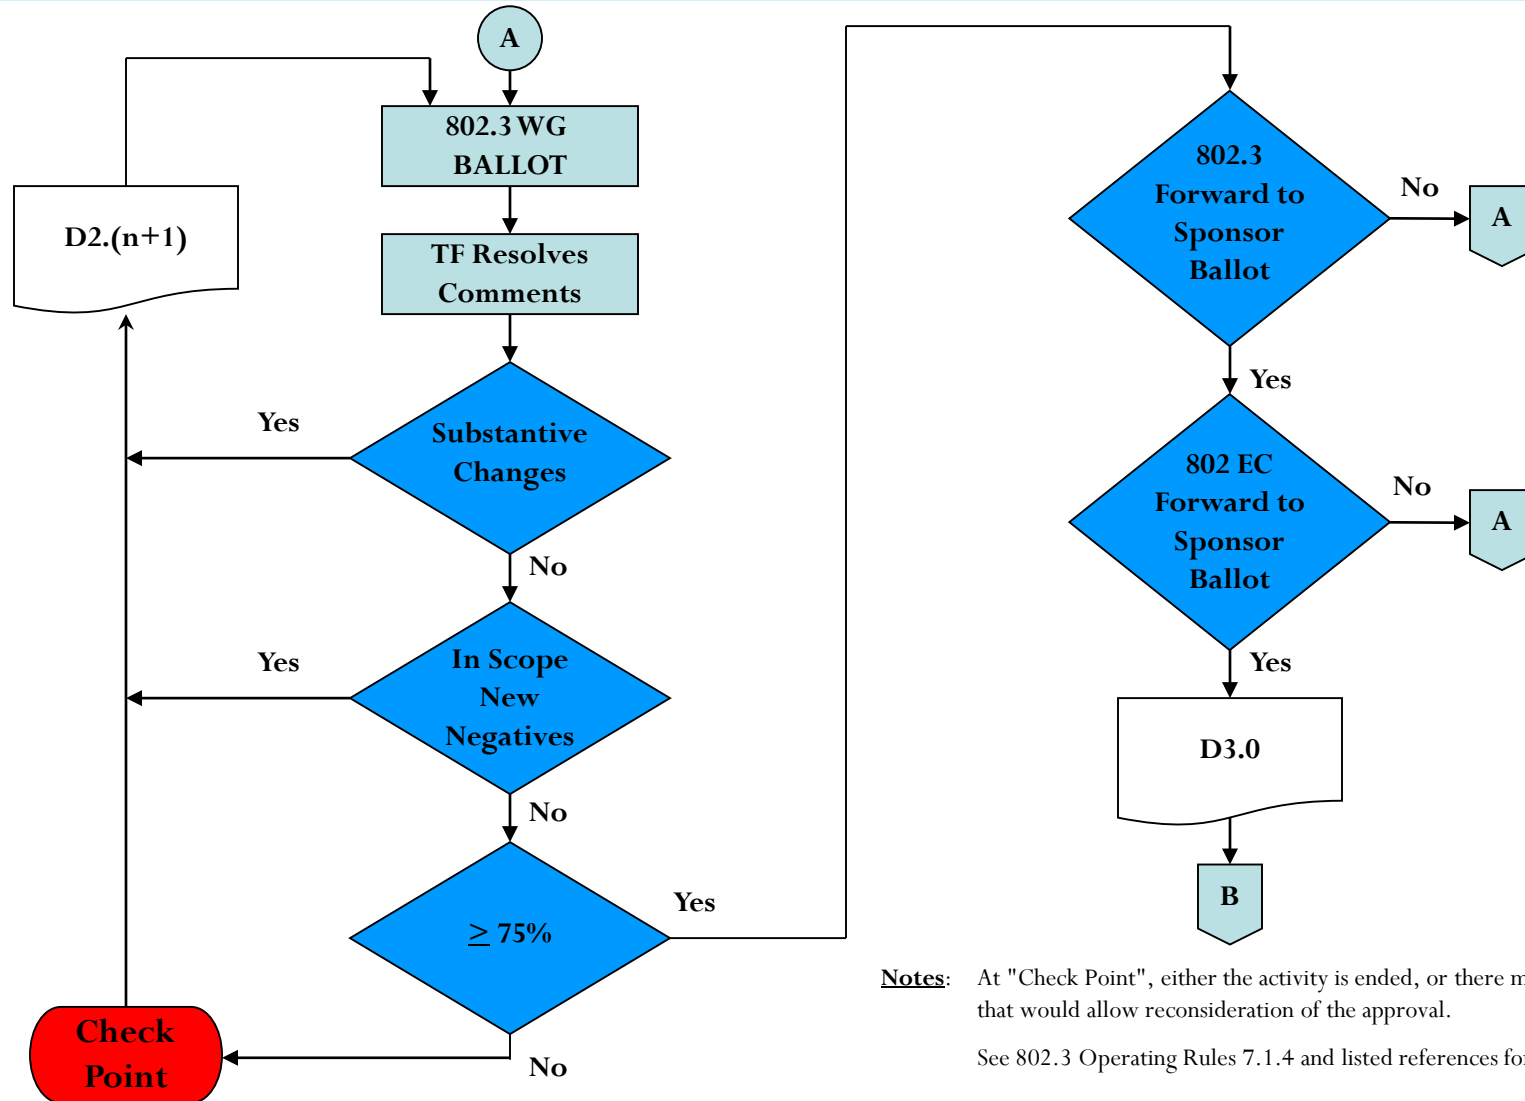 A
802.3 WG
BALLOT
D2.(n+1)
TF Resolves
Comments
Yes
Substantive
Changes
No
Yes
In Scope
New
Negatives
No
≥ 75%
Yes
Check
Point
No
802.3
Forward to
Sponsor
Ballot
No
A
Yes
802 EC
Forward to
Sponsor
Ballot
No
A
Yes
D3.0
B
Notes: At "Check Point", either the activity is ended, or there
that would allow reconsideration of the approval.
See 802.3 Operating Rules 7.1.4 and listed references